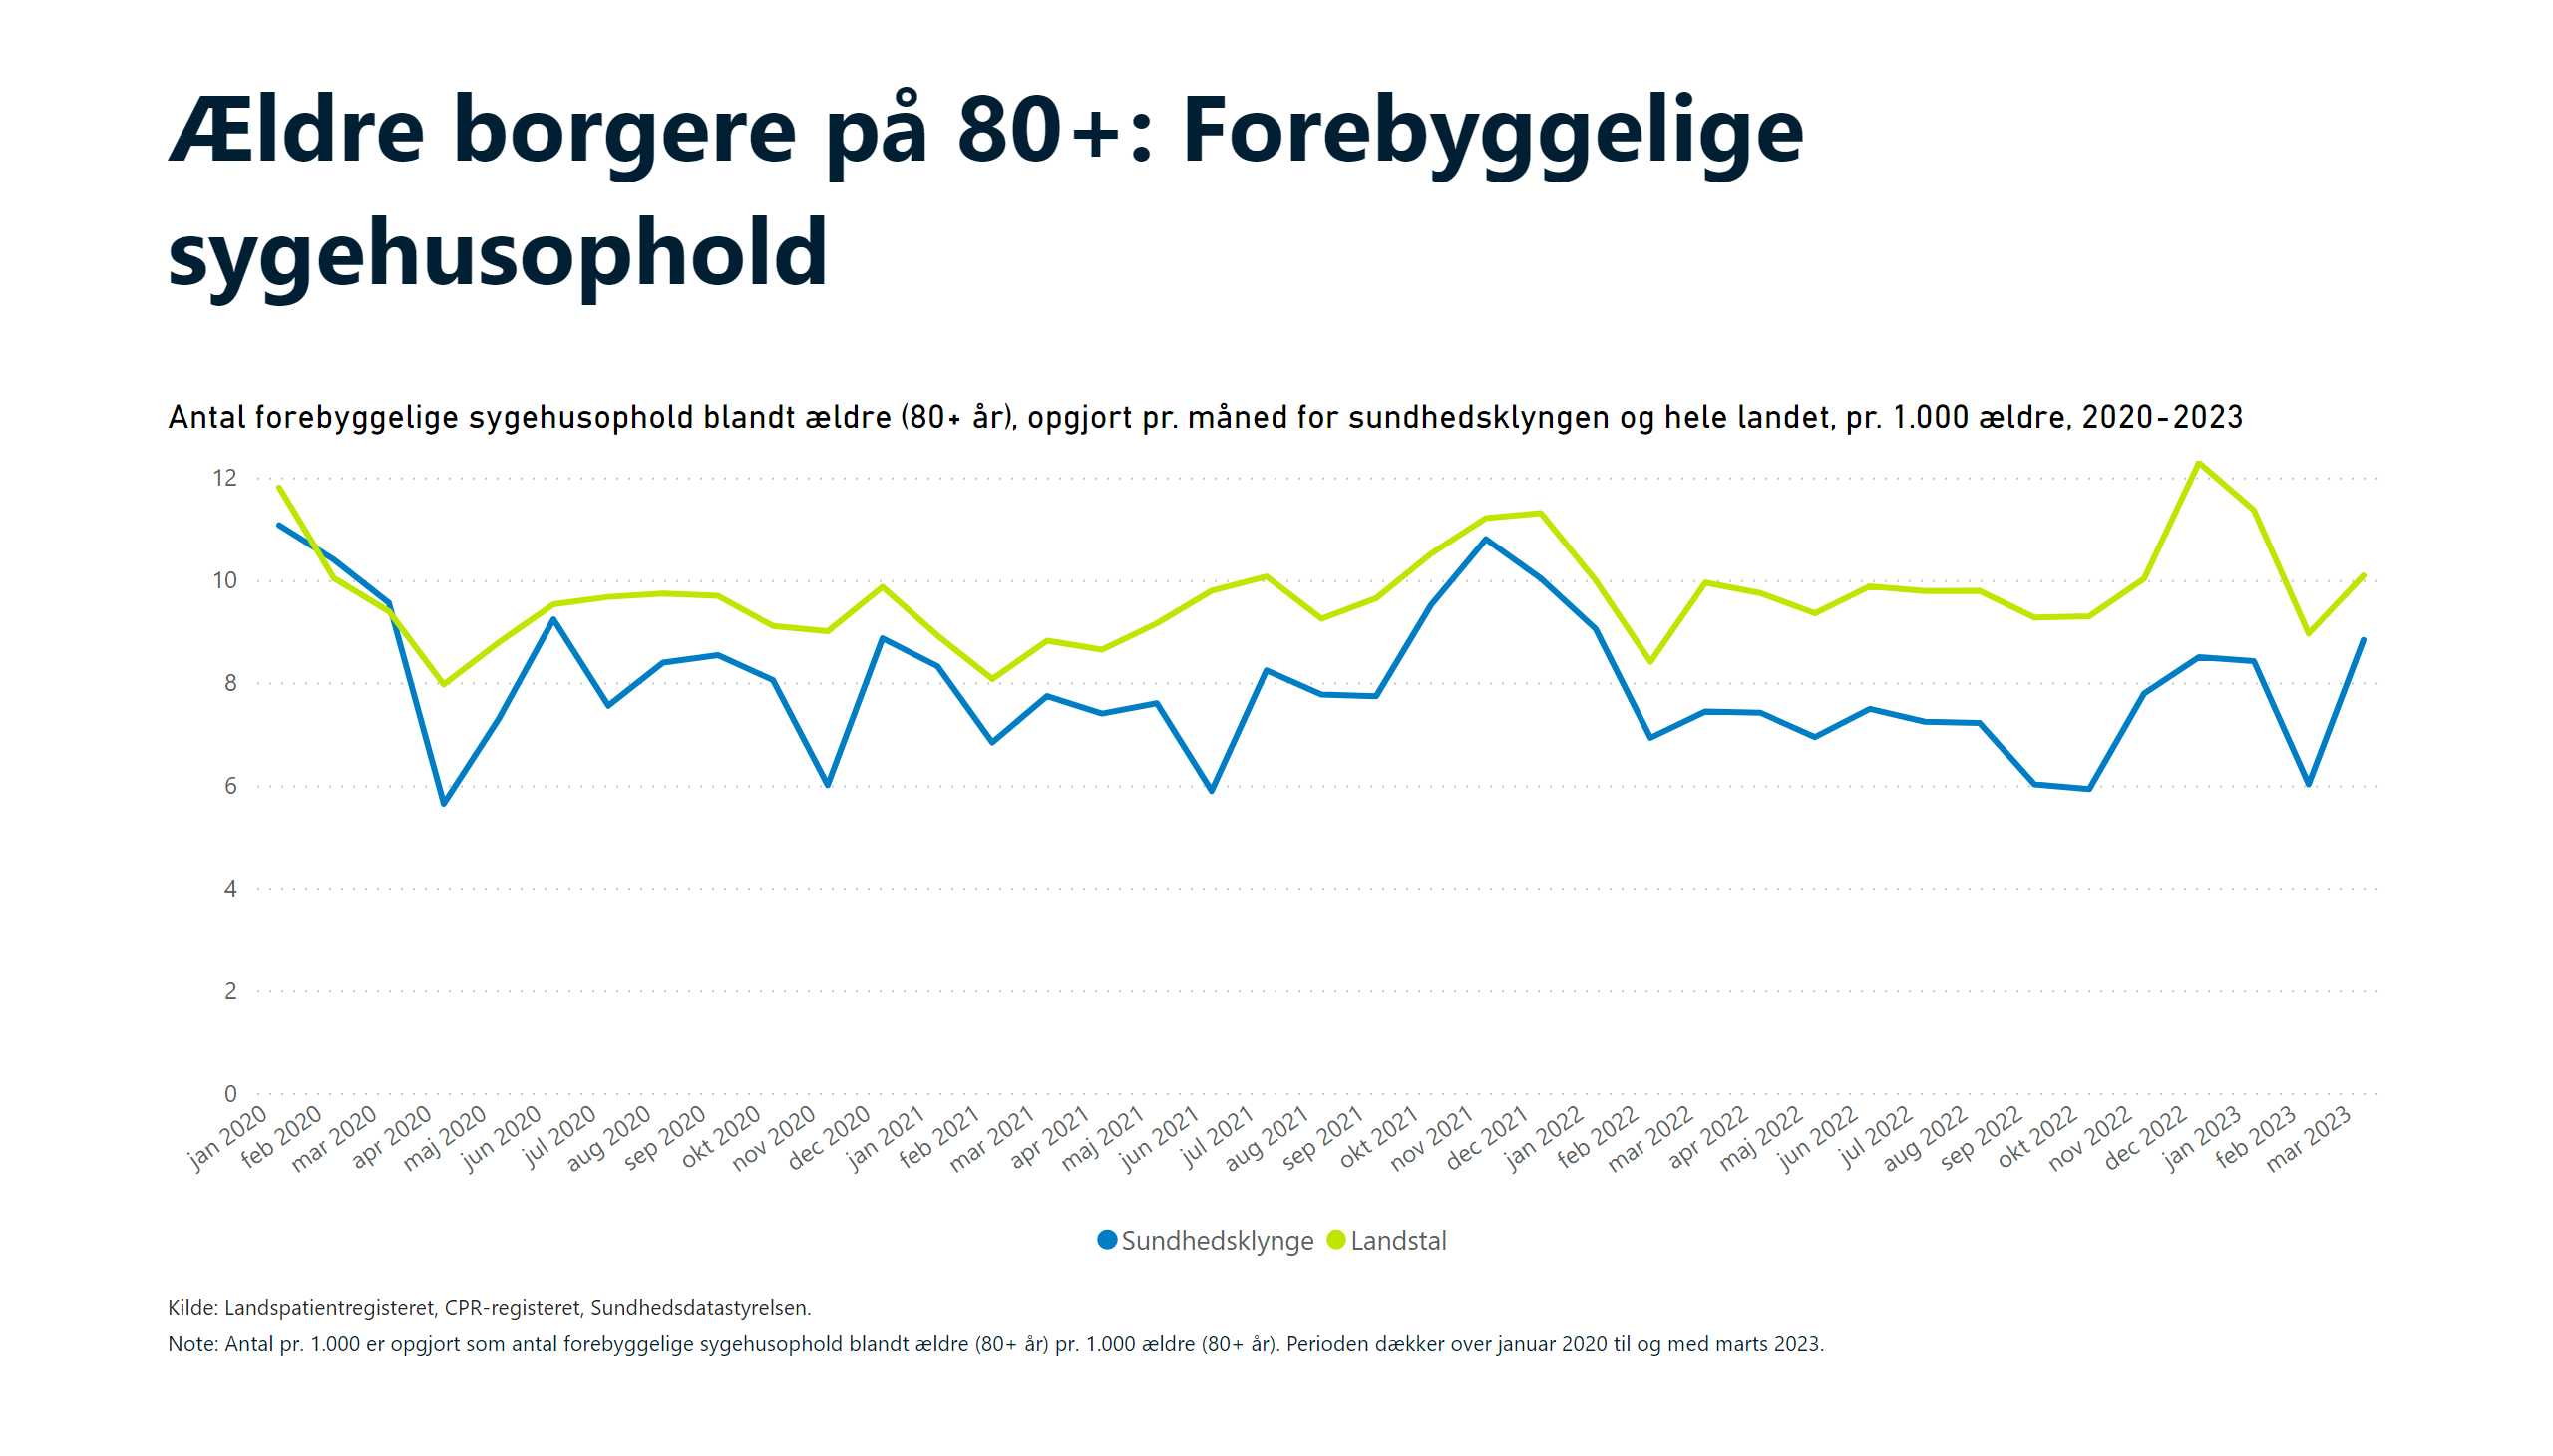 Ældre borgere på 80+: Forebyggelige
sygehusophold
Antal forebyggelige sygehusophold blandt ældre (80+ år), opgjort pr. måned for sundhedsklyngen og hele landet, pr. 1.000 ældre, 2020-2023
12
10
8
6
4
2
0
jan 2020
feb 2020
mar 2020
apr 2020
maj 2020
jun 2020
jul 2020
aug 2020
sep 2020
okt 2020
nov 2020
dec 2020
jan 2021
feb 2021
mar 2021
apr 2021
maj 2021
jun 2021
jul 2021
aug 2021
sep 2021
okt 2021
nov 2021
dec 2021
jan 2022
feb 2022
mar 2022
apr 2022
maj 2022
jun 2022
jul 2022
aug 2022
sep 2022
okt 2022
nov 2022
dec 2022
jan 2023
feb 2023
mar 2023
Sundhedsklynge Landstal
Kilde: Landspatientregisteret, CPR-registeret, Sundhedsdatastyrelsen.
Note: Antal pr. 1.000 er opgjort som antal forebyggelige sygehusophold blandt ældre (80+ år) pr. 1.000 ældre (80+ år). Perioden dækker over januar 2020 til og med marts 2023.